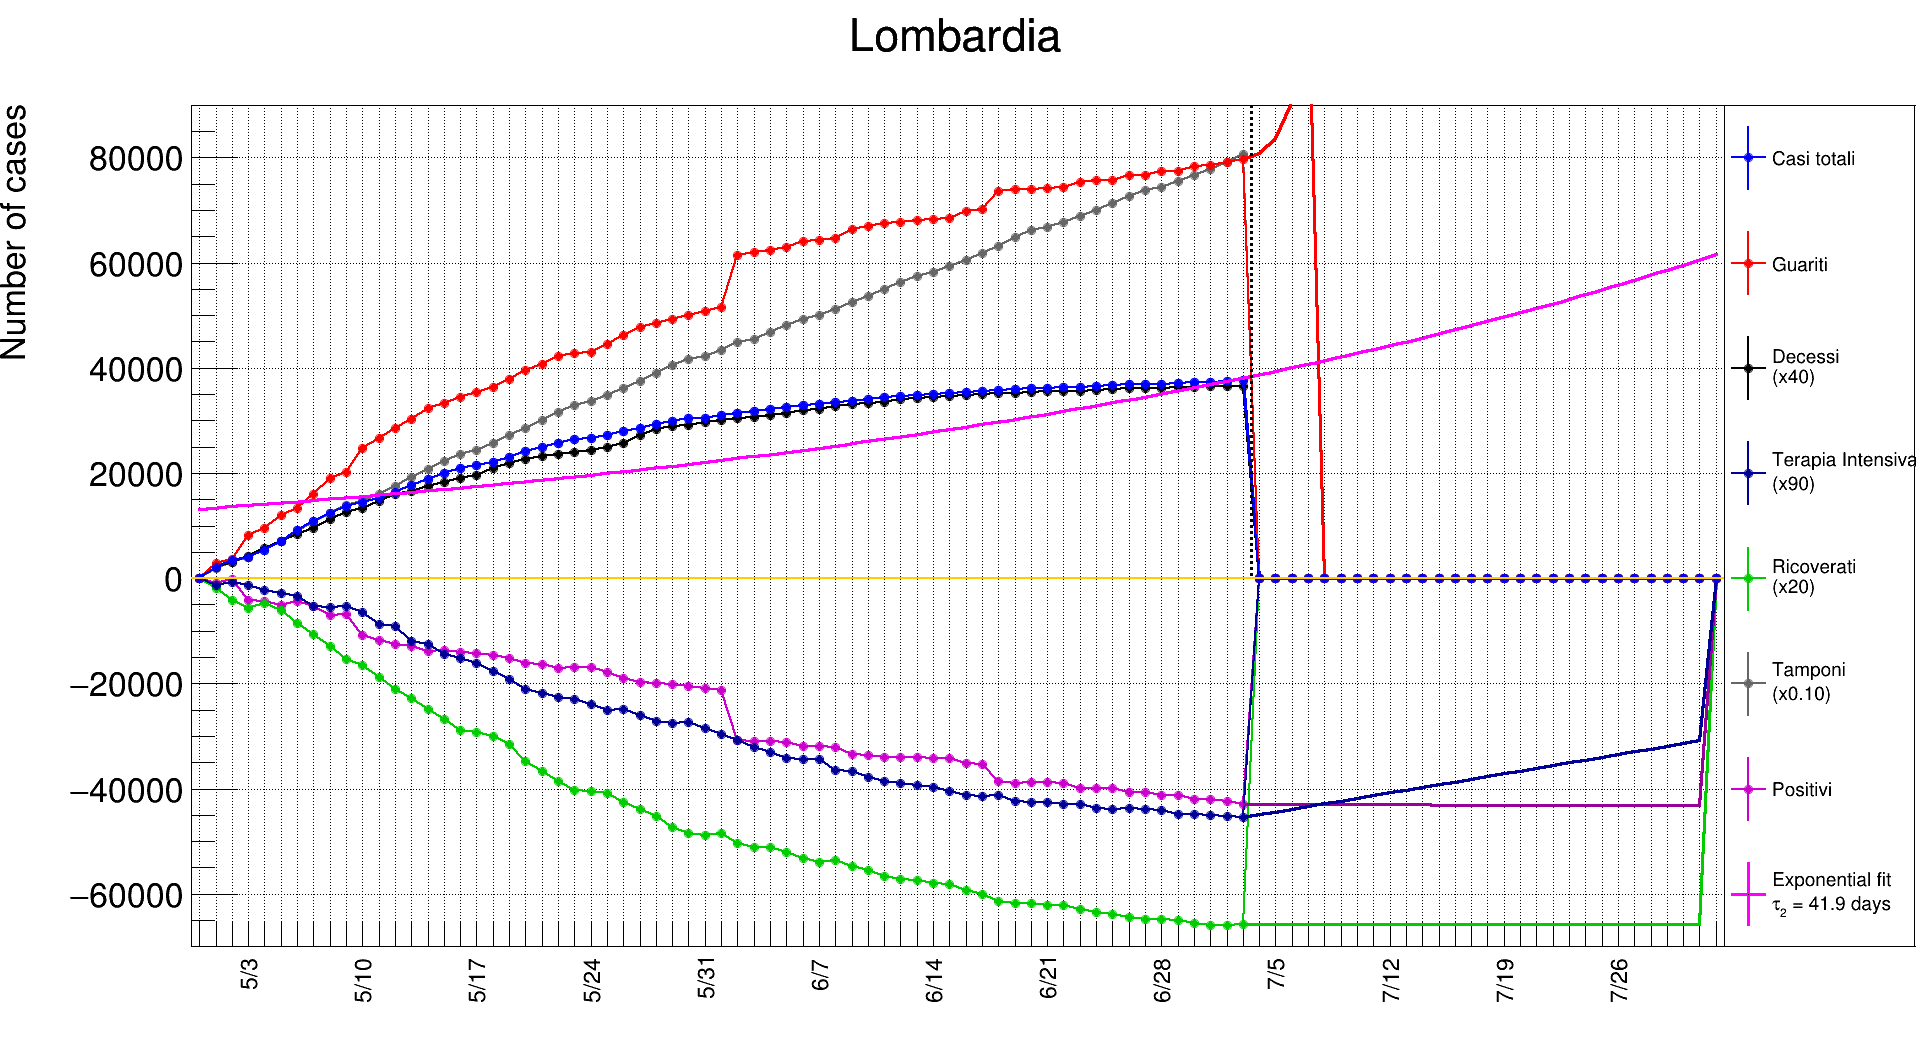 Lombardia
Number of cases
80000
60000
40000
20000
0
−20000
−40000
−60000
5/3
5/10
5/17
5/24
5/31
6/7
6/14
6/21
6/28
7/5
7/12
7/19
7/26
Casi totali
Guariti
Decessi
(x40)
Terapia Intensiva
(x90)
Ricoverati
(x20)
Tamponi
(x0.10)
Positivi
Exponential fit
τ₂ = 41.9 days